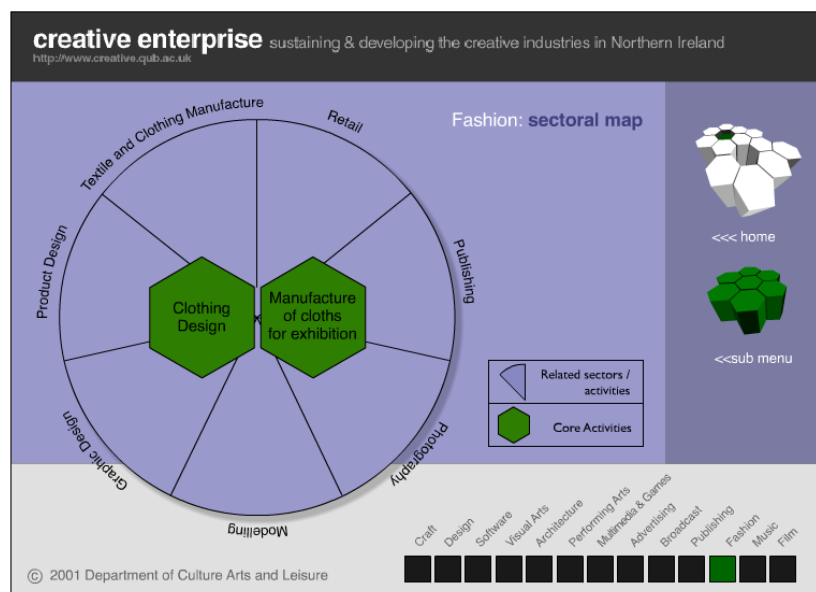 creative enterprise sustaining & developing the creative industries in Northern Ireland
http://www.creative.qub.ac.uk
Fashion: sectoral map
Textile and Clothing Manufacture
Retail
Product Design
Publishing
Clothing
Design
Manufacture
of cloths
for exhibition
Graphic Design
Photography
Modelling
<<< home
<<sub menu
Related sectors /
activities
Core Activities
Craft
Design
Software
Visual Arts
Architecture
Performing Arts
Multimedia & Games
Advertising
Broadcast
Publishing
Fashion
Music
Film
© 2001 Department of Culture Arts and Leisure